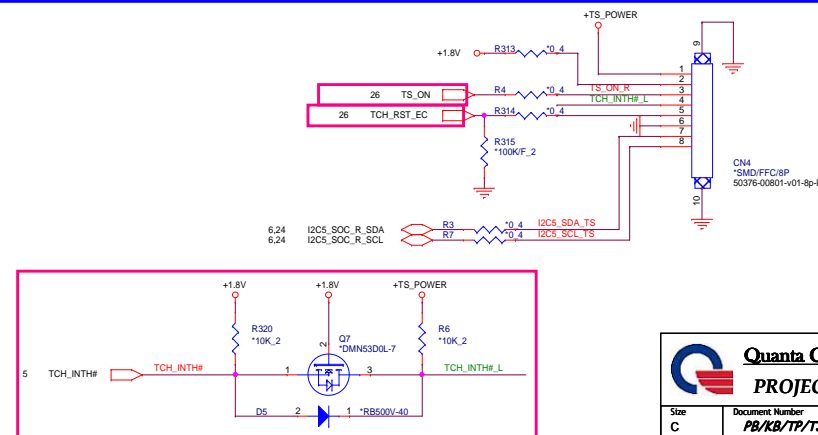 +TS_POWER
+1.8V
R313
*0_4
9
1
2
3
4
5
6
7
8
26 TS_ON
R4
*0_4
TS_ON_R
TCH_INTH#_L
26 TCH_RST_EC
R314
*0_4
R315
*100K/F_2
CN4
*SMD/FFC/8P
50376-00801-v01-8p-l
10
6,24 I2C5_SOC_R_SDA
R3
*0_4
I2C5_SDA_TS
6,24 I2C5_SOC_R_SCL
R7
*0_4
I2C5_SCL_TS
+1.8V
+1.8V
+TS_POWER
R320
*10K_2
2
Q7
*DMN53D0L-7
R6
*10K_2
5 TCH_INTH#
TCH_INTH#
1
3
TCH_INTH#_L
D5
2
1
*RB500V-40
Quanta C
PROJEC
Size
C
Document Number
PB/KB/TP/TS